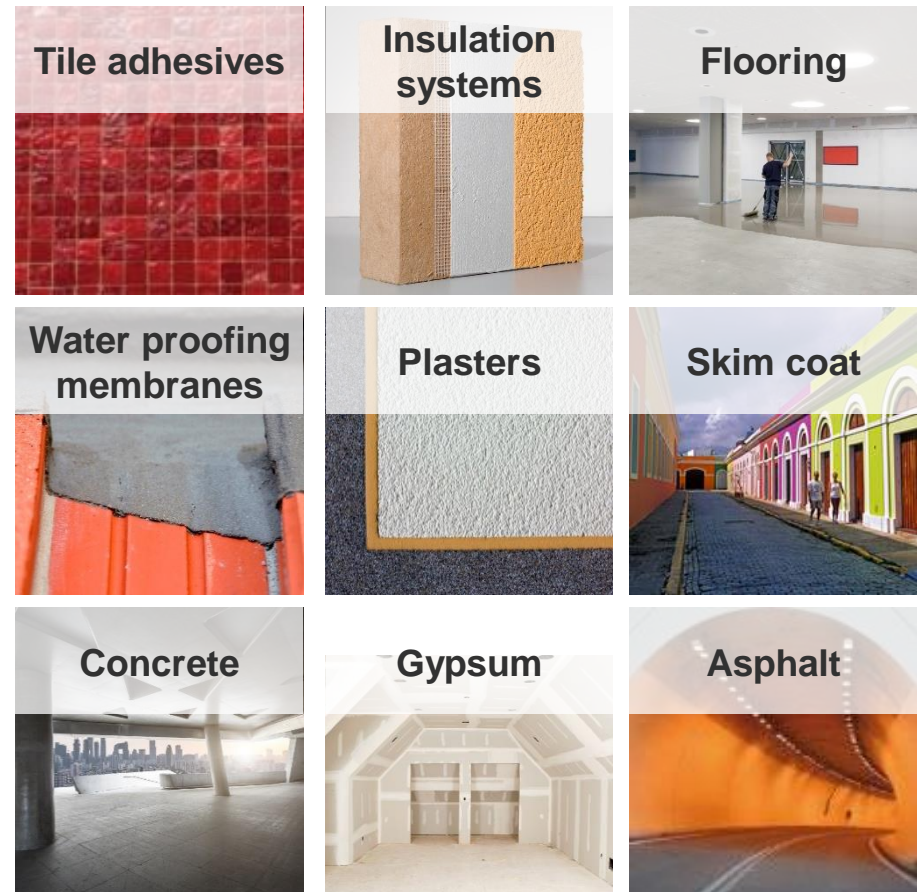 Tile adhesives
Insulation
systems
Flooring
Water proofing
membranes
Plasters
Skim coat
Concrete
Gypsum
Asphalt